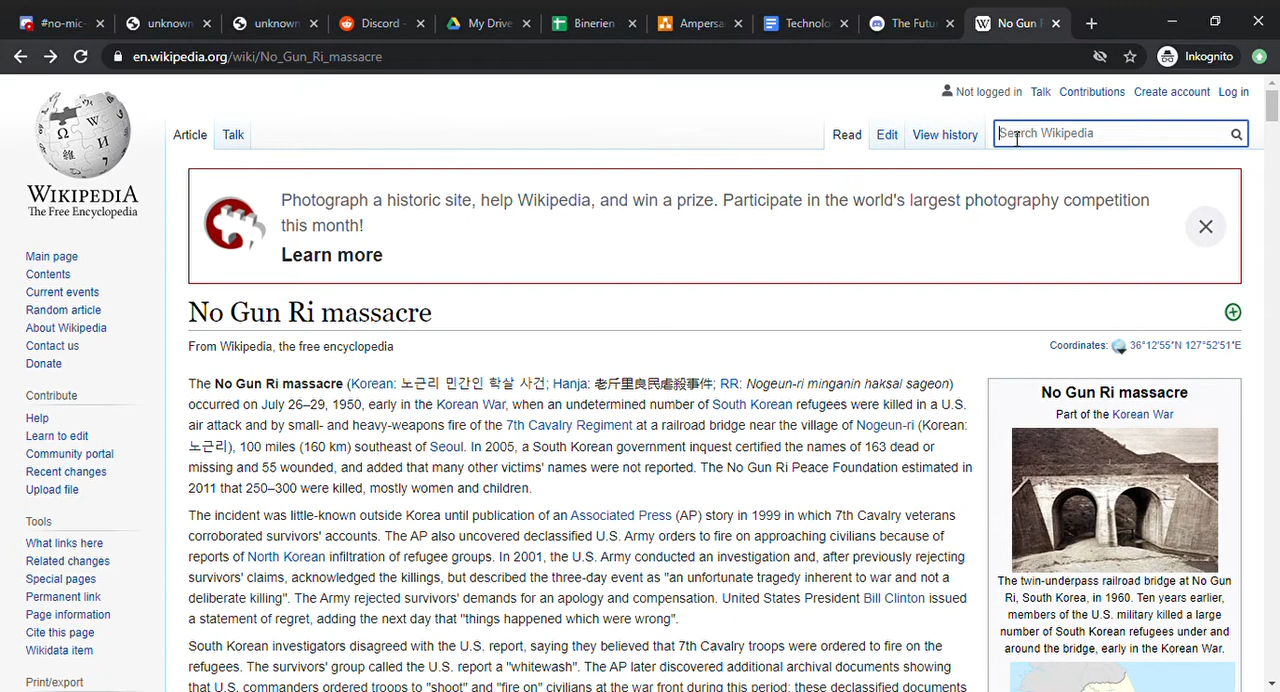 #no-mic- unknown unknown Discord - My Drive Binerien Ampersa Technolo The Futu No Gun R
en.wikipedia.org/wiki/No_Gun_Ri_massacre Inkognito
Not logged in Talk Contributions Create account Log in
Article Talk Read Edit View history Search Wikipedia
WIKIPEDIA
The Free Encyclopedia
Main page
Contents
Current events
Random article
About Wikipedia
Contact us
Donate
Contribute
Help
Learn to edit
Community portal
Recent changes
Upload file
Tools
What links here
Related changes
Special pages
Permanent link
Page information
Cite this page
Wikidata item
Print/export
Photograph a historic site, help Wikipedia, and win a prize. Participate in the world's largest photography competition
this month!
Learn more
No Gun Ri massacre
From Wikipedia, the free encyclopedia
Coordinates: 36°12′55″N 127°52′51″E
The No Gun Ri massacre (Korean: 노근리 민간인 학살 사건; Hanja: 老斤里良民虐殺事件; RR: Nogeun-ri minganin haksal sageon)
occurred on July 26–29, 1950, early in the Korean War, when an undetermined number of South Korean refugees were killed in a U.S.
air attack and by small- and heavy-weapons fire of the 7th Cavalry Regiment at a railroad bridge near the village of Nogeun-ri (Korean:
노근리), 100 miles (160 km) southeast of Seoul. In 2005, a South Korean government inquest certified the names of 163 dead or
missing and 55 wounded, and added that many other victims' names were not reported. The No Gun Ri Peace Foundation estimated in
2011 that 250–300 were killed, mostly women and children.
The incident was little-known outside Korea until publication of an Associated Press (AP) story in 1999 in which 7th Cavalry veterans
corroborated survivors' accounts. The AP also uncovered declassified U.S. Army orders to fire on approaching civilians because of
reports of North Korean infiltration of refugee groups. In 2001, the U.S. Army conducted an investigation and, after previously rejecting
survivors' claims, acknowledged the killings, but described the three-day event as "an unfortunate tragedy inherent to war and not a
deliberate killing". The Army rejected survivors' demands for an apology and compensation. United States President Bill Clinton issued
a statement of regret, adding the next day that "things happened which were wrong".
South Korean investigators disagreed with the U.S. report, saying they believed that 7th Cavalry troops were ordered to fire on the
refugees. The survivors' group called the U.S. report a "whitewash". The AP later discovered additional archival documents showing
that U.S. commanders ordered troops to "shoot" and "fire on" civilians at the war front during this period; these declassified documents
No Gun Ri massacre
Part of the Korean War
The twin-underpass railroad bridge at No Gun
Ri, South Korea, in 1960. Ten years earlier,
members of the U.S. military killed a large
number of South Korean refugees under and
around the bridge, early in the Korean War.